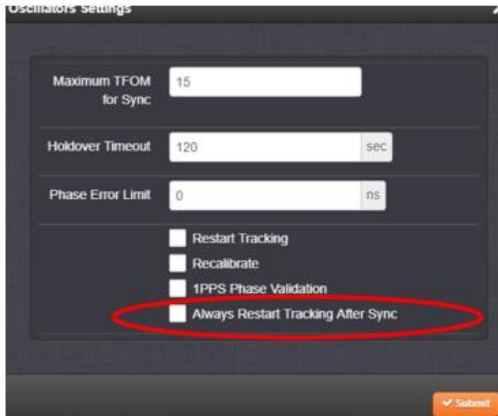 Oscillators Settings
Maximum TFOM
for Sync
15
Holdover Timeout
120
sec
Phase Error Limit
0
ns
Restart Tracking
Recalibrate
1PPS Phase Validation
Always Restart Tracking After Sync
Submit